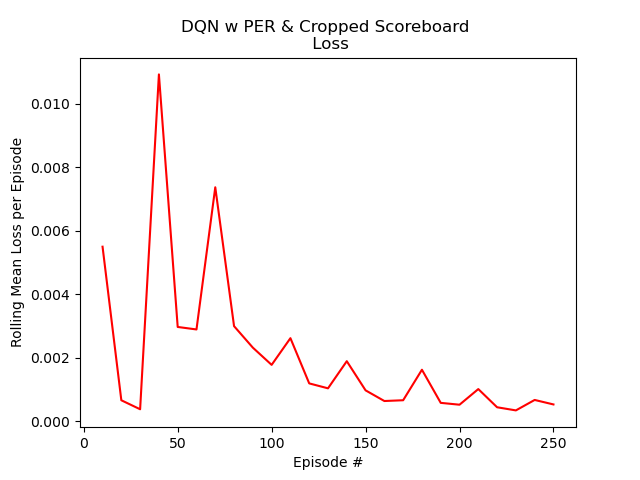 DQN w PER & Cropped Scoreboard
Loss
Rolling Mean Loss per Episode
0.010
0.008
0.006
0.004
0.002
0.000
0 50 100 150 200 250
Episode #